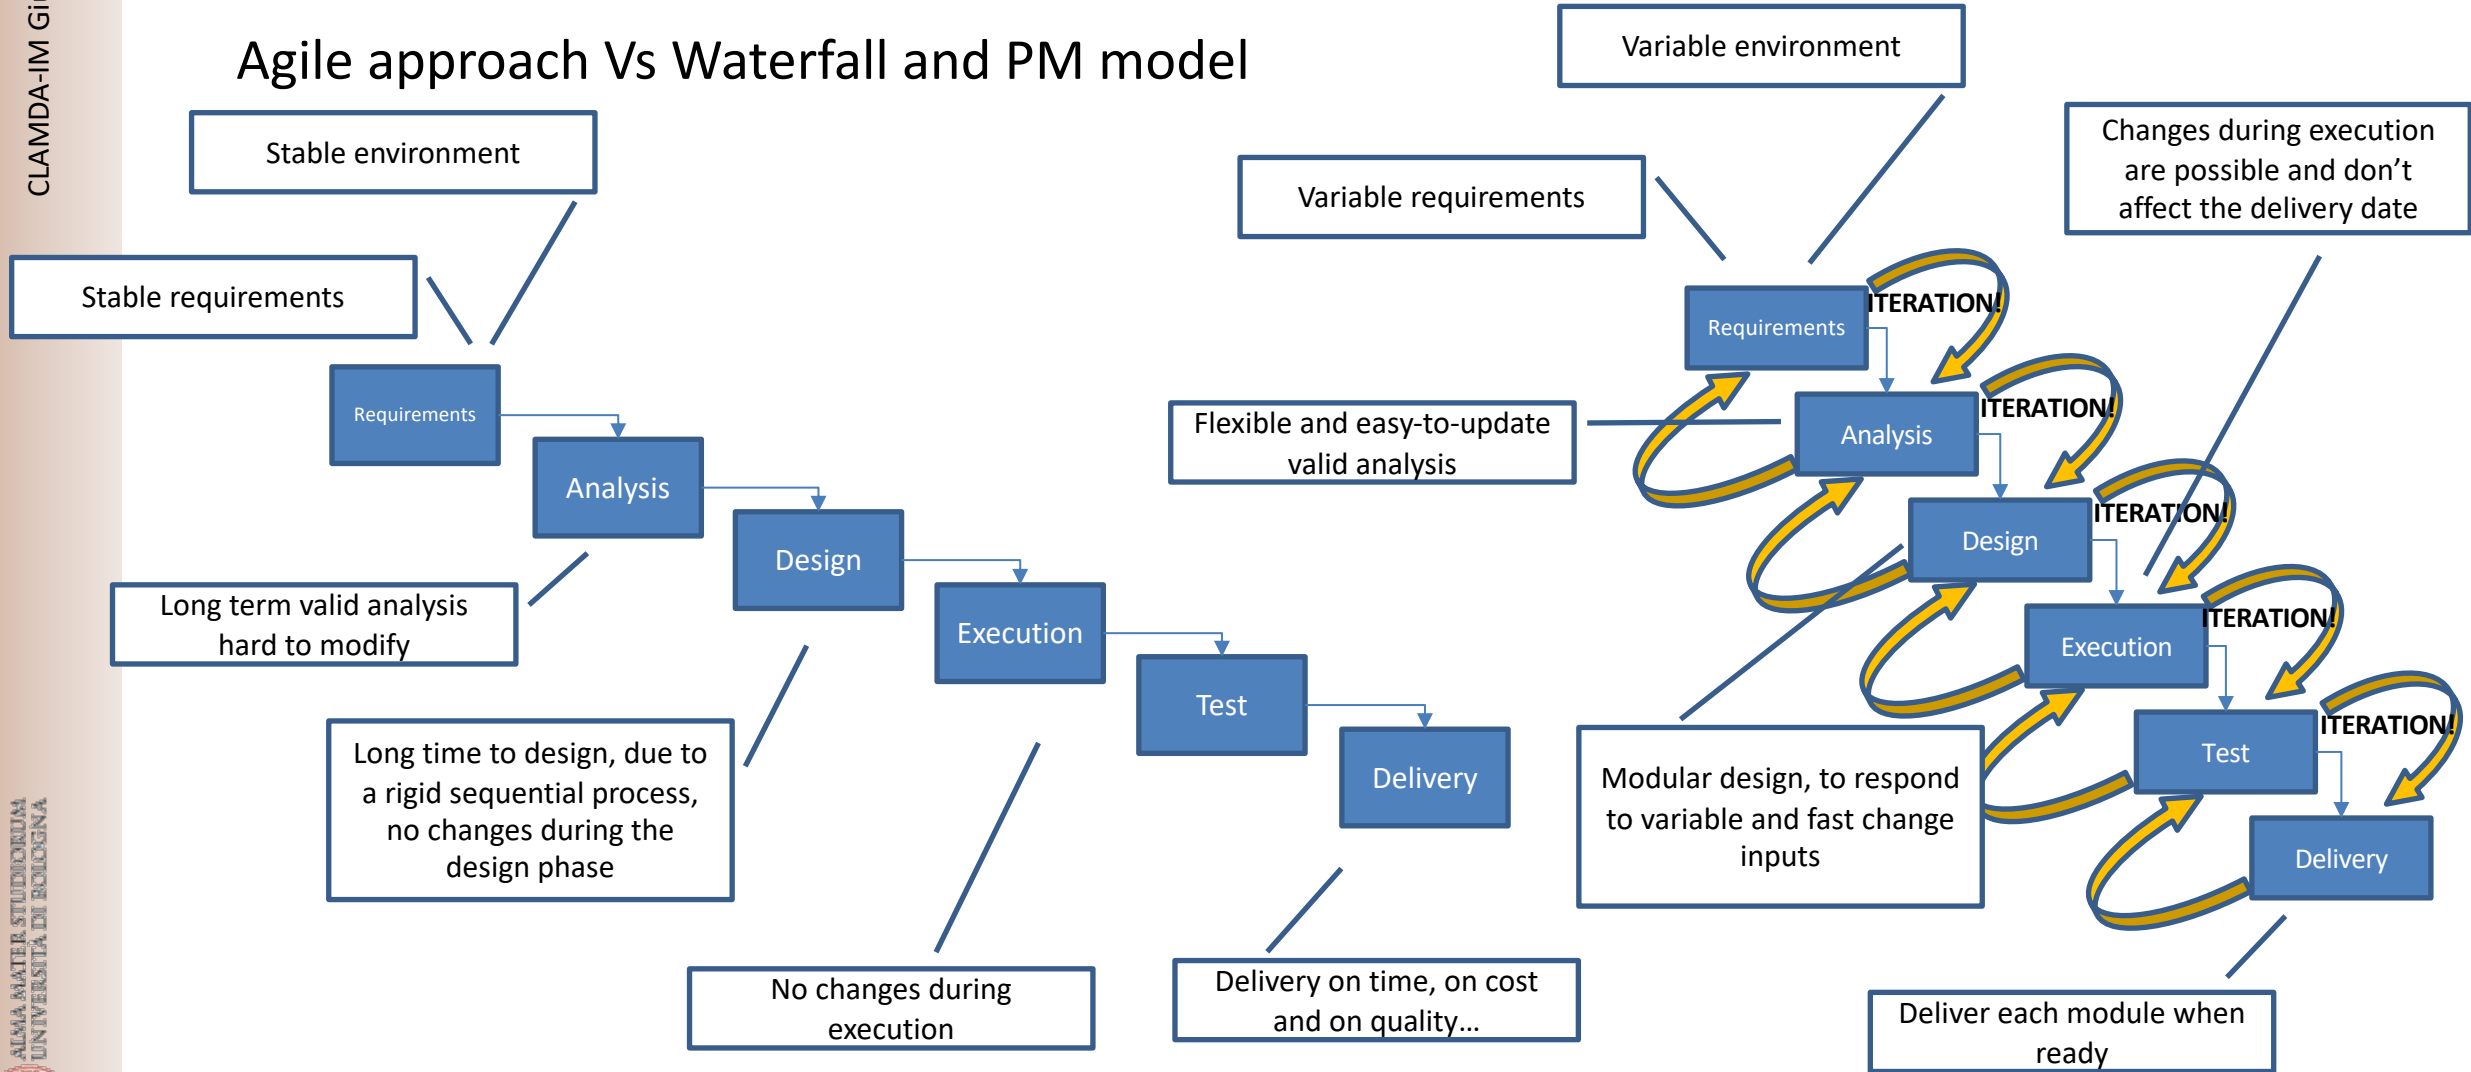 CLAMDA-IM
Agile approach Vs Waterfall and PM model
Stable environment
Stable requirements
Requirements
Analysis
Design
Execution
Test
Delivery
Long term valid analysis
hard to modify
Long time to design, due to
a rigid sequential process,
no changes during the
design phase
No changes during
execution
Delivery on time, on cost
and on quality…
Variable environment
Variable requirements
Changes during execution
are possible and don’t
affect the delivery date
Flexible and easy-to-update
valid analysis
Requirements
ITERATION!
Analysis
ITERATION!
Design
ITERATION!
Execution
ITERATION!
Test
ITERATION!
Delivery
Modular design, to respond
to variable and fast change
inputs
Deliver each module when
ready
ALMA MATER STUDIORUM
UNIVERSITÀ DI BOLOGNA